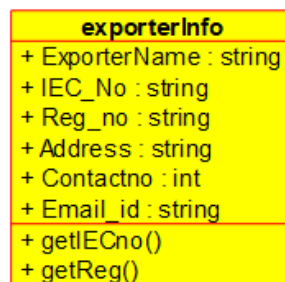 exporterInfo
+ ExporterName : string
+ IEC_No : string
+ Reg_no : string
+ Address : string
+ Contactno : int
+ Email_id : string
+ getIECno()
+ getReg()